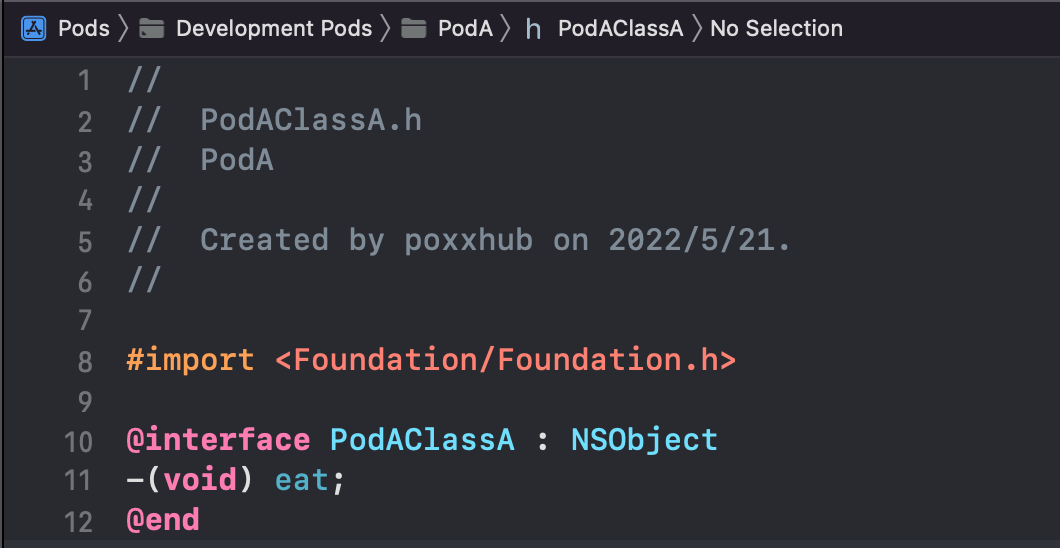 Pods 〉 Development Pods 〉 PodA 〉 h PodAClassA 〉 No Selection
1 //
2 //  PodAClassA.h
3 //  PodA
4 //
5 //  Created by poxxhub on 2022/5/21.
6 //
7
8 #import <Foundation/Foundation.h>
9
10 @interface PodAClassA : NSObject
11 -(void) eat;
12 @end